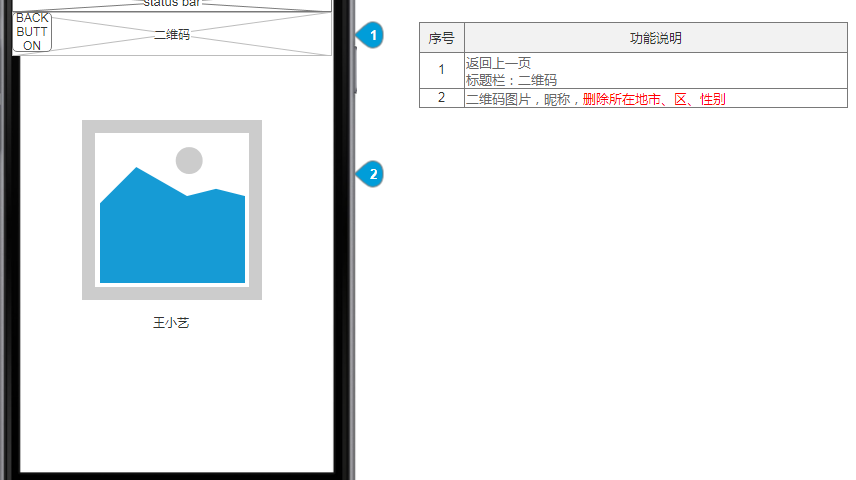 status bar
BACK
BUTT
ON
二维码
1
2
王小艺
序号 功能说明
1 返回上一页
标题栏：二维码
2 二维码图片，昵称，删除所在地市、区、性别